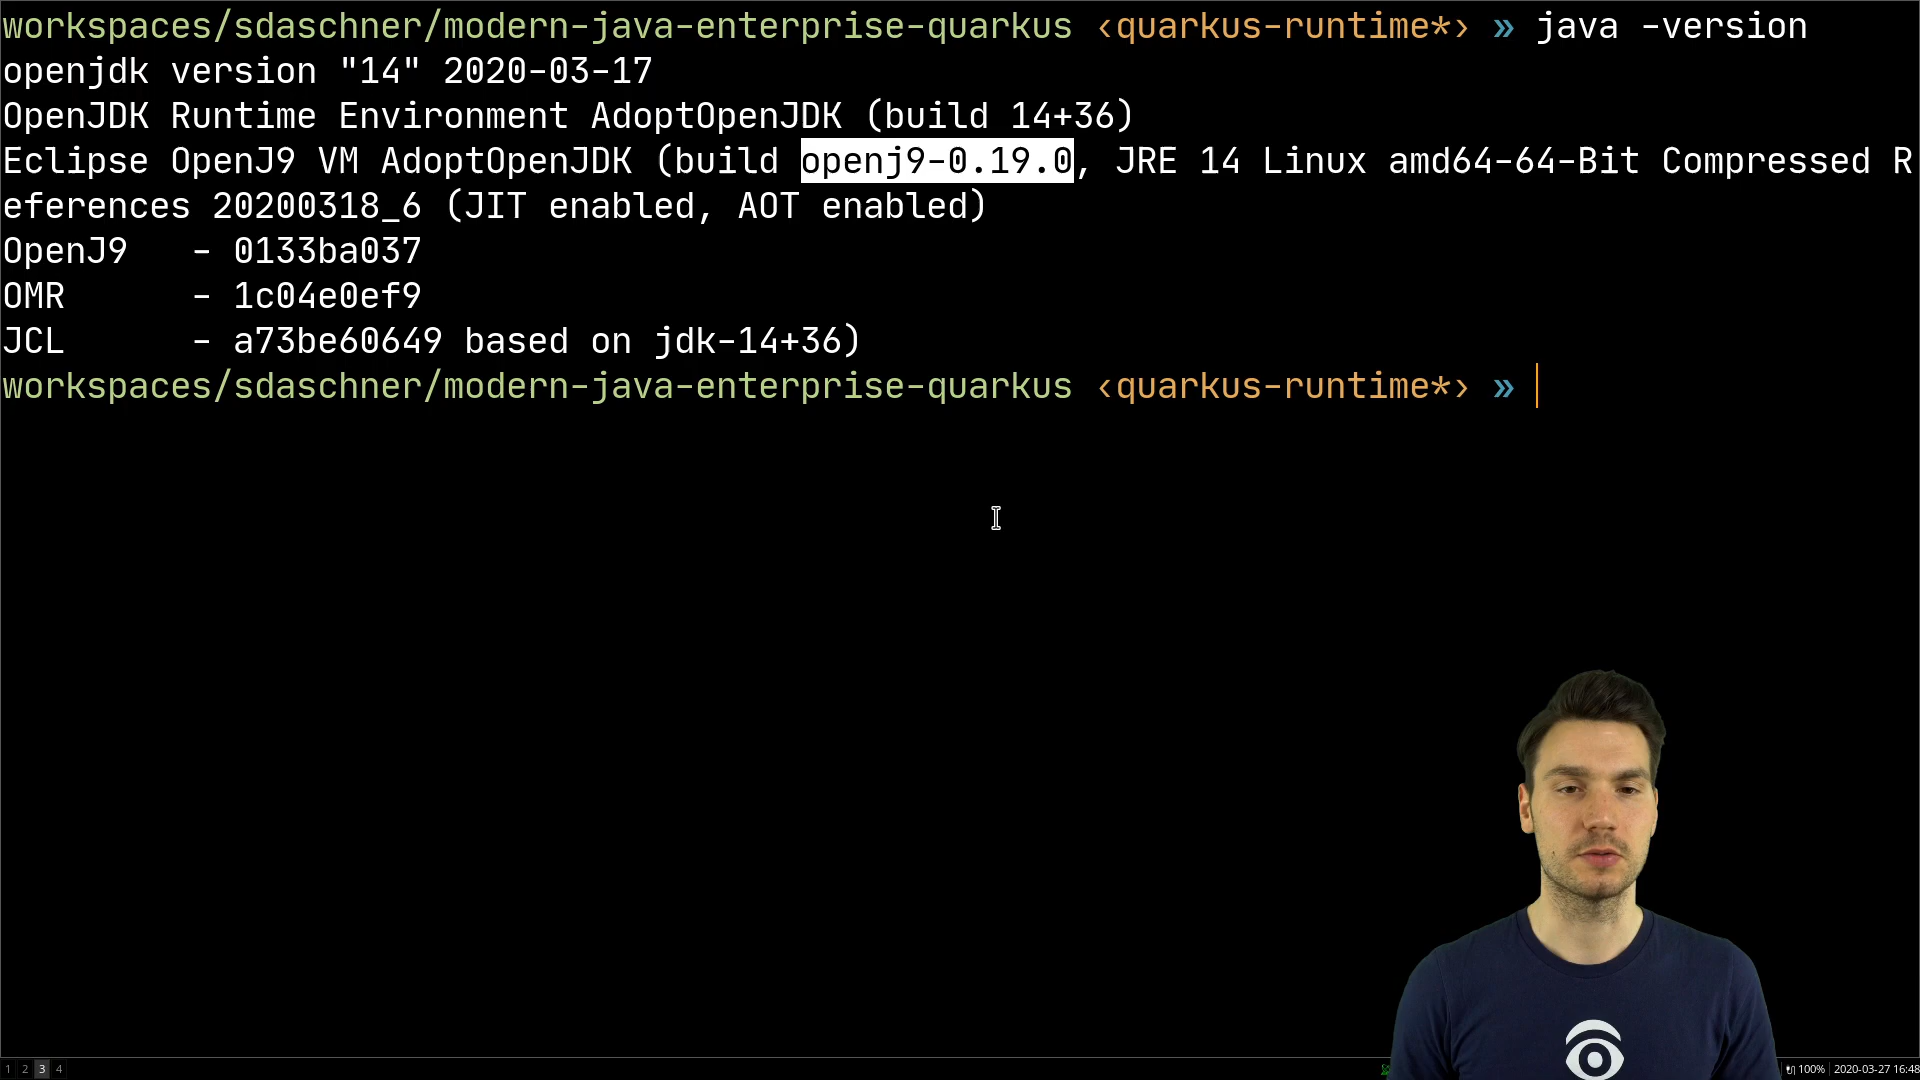 workspaces/sdaschner/modern-java-enterprise-quarkus ‹quarkus-runtime*› » java -version
openjdk version "14" 2020-03-17
OpenJDK Runtime Environment AdoptOpenJDK (build 14+36)
Eclipse OpenJ9 VM AdoptOpenJDK (build openj9-0.19.0, JRE 14 Linux amd64-64-Bit Compressed R
eferences 20200318_6 (JIT enabled, AOT enabled)
OpenJ9   - 0133ba037
OMR      - 1c04e0ef9
JCL      - a73be60649 based on jdk-14+36)
workspaces/sdaschner/modern-java-enterprise-quarkus ‹quarkus-runtime*› »
1 2 3 4 100% 2020-03-27 16:48